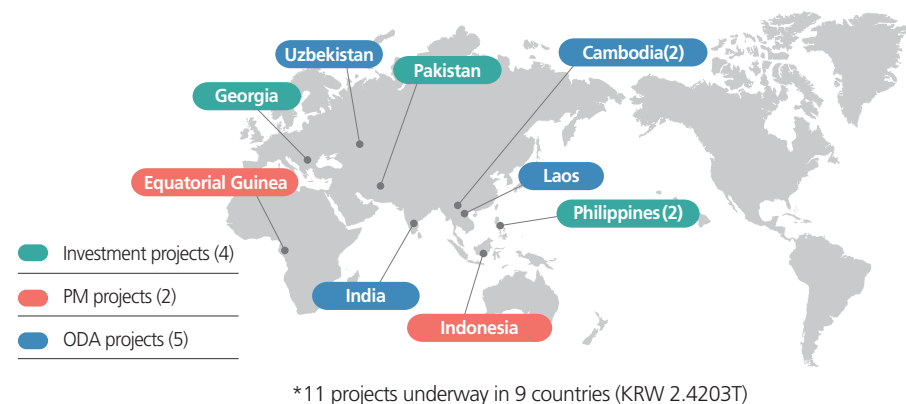 Uzbekistan
Cambodia(2)
Pakistan
Georgia
Equatorial Guinea
Laos
Philippines(2)
Investment projects (4)
PM projects (2)
India
Indonesia
ODA projects (5)
*11 projects underway in 9 countries (KRW 2.4203T)